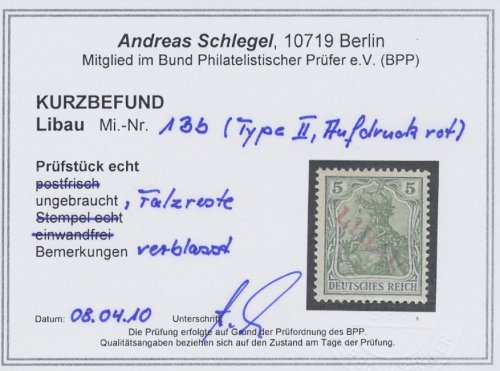 Andreas Schlegel, 10719 Berlin
Mitglied im Bund Philatelistischer Prüfer e.V. (BPP)
KURZBEFUND
Libau Mi.-Nr. 1Bb (Type II, Aufdruck rot)
Prüfstück echt
postfrisch
ungebraucht, Falzreste
Stempel echt
einwandfrei
Bemerkungen verblasst
5 5
LIBAU
DEUTSCHES REICH
Datum: 08.04.10 Unterschrift:
Die Prüfung erfolgte auf Grund der Prüfordnung des BPP.
Qualitätsangaben beziehen sich auf den Zustand am Tage der Prüfung.